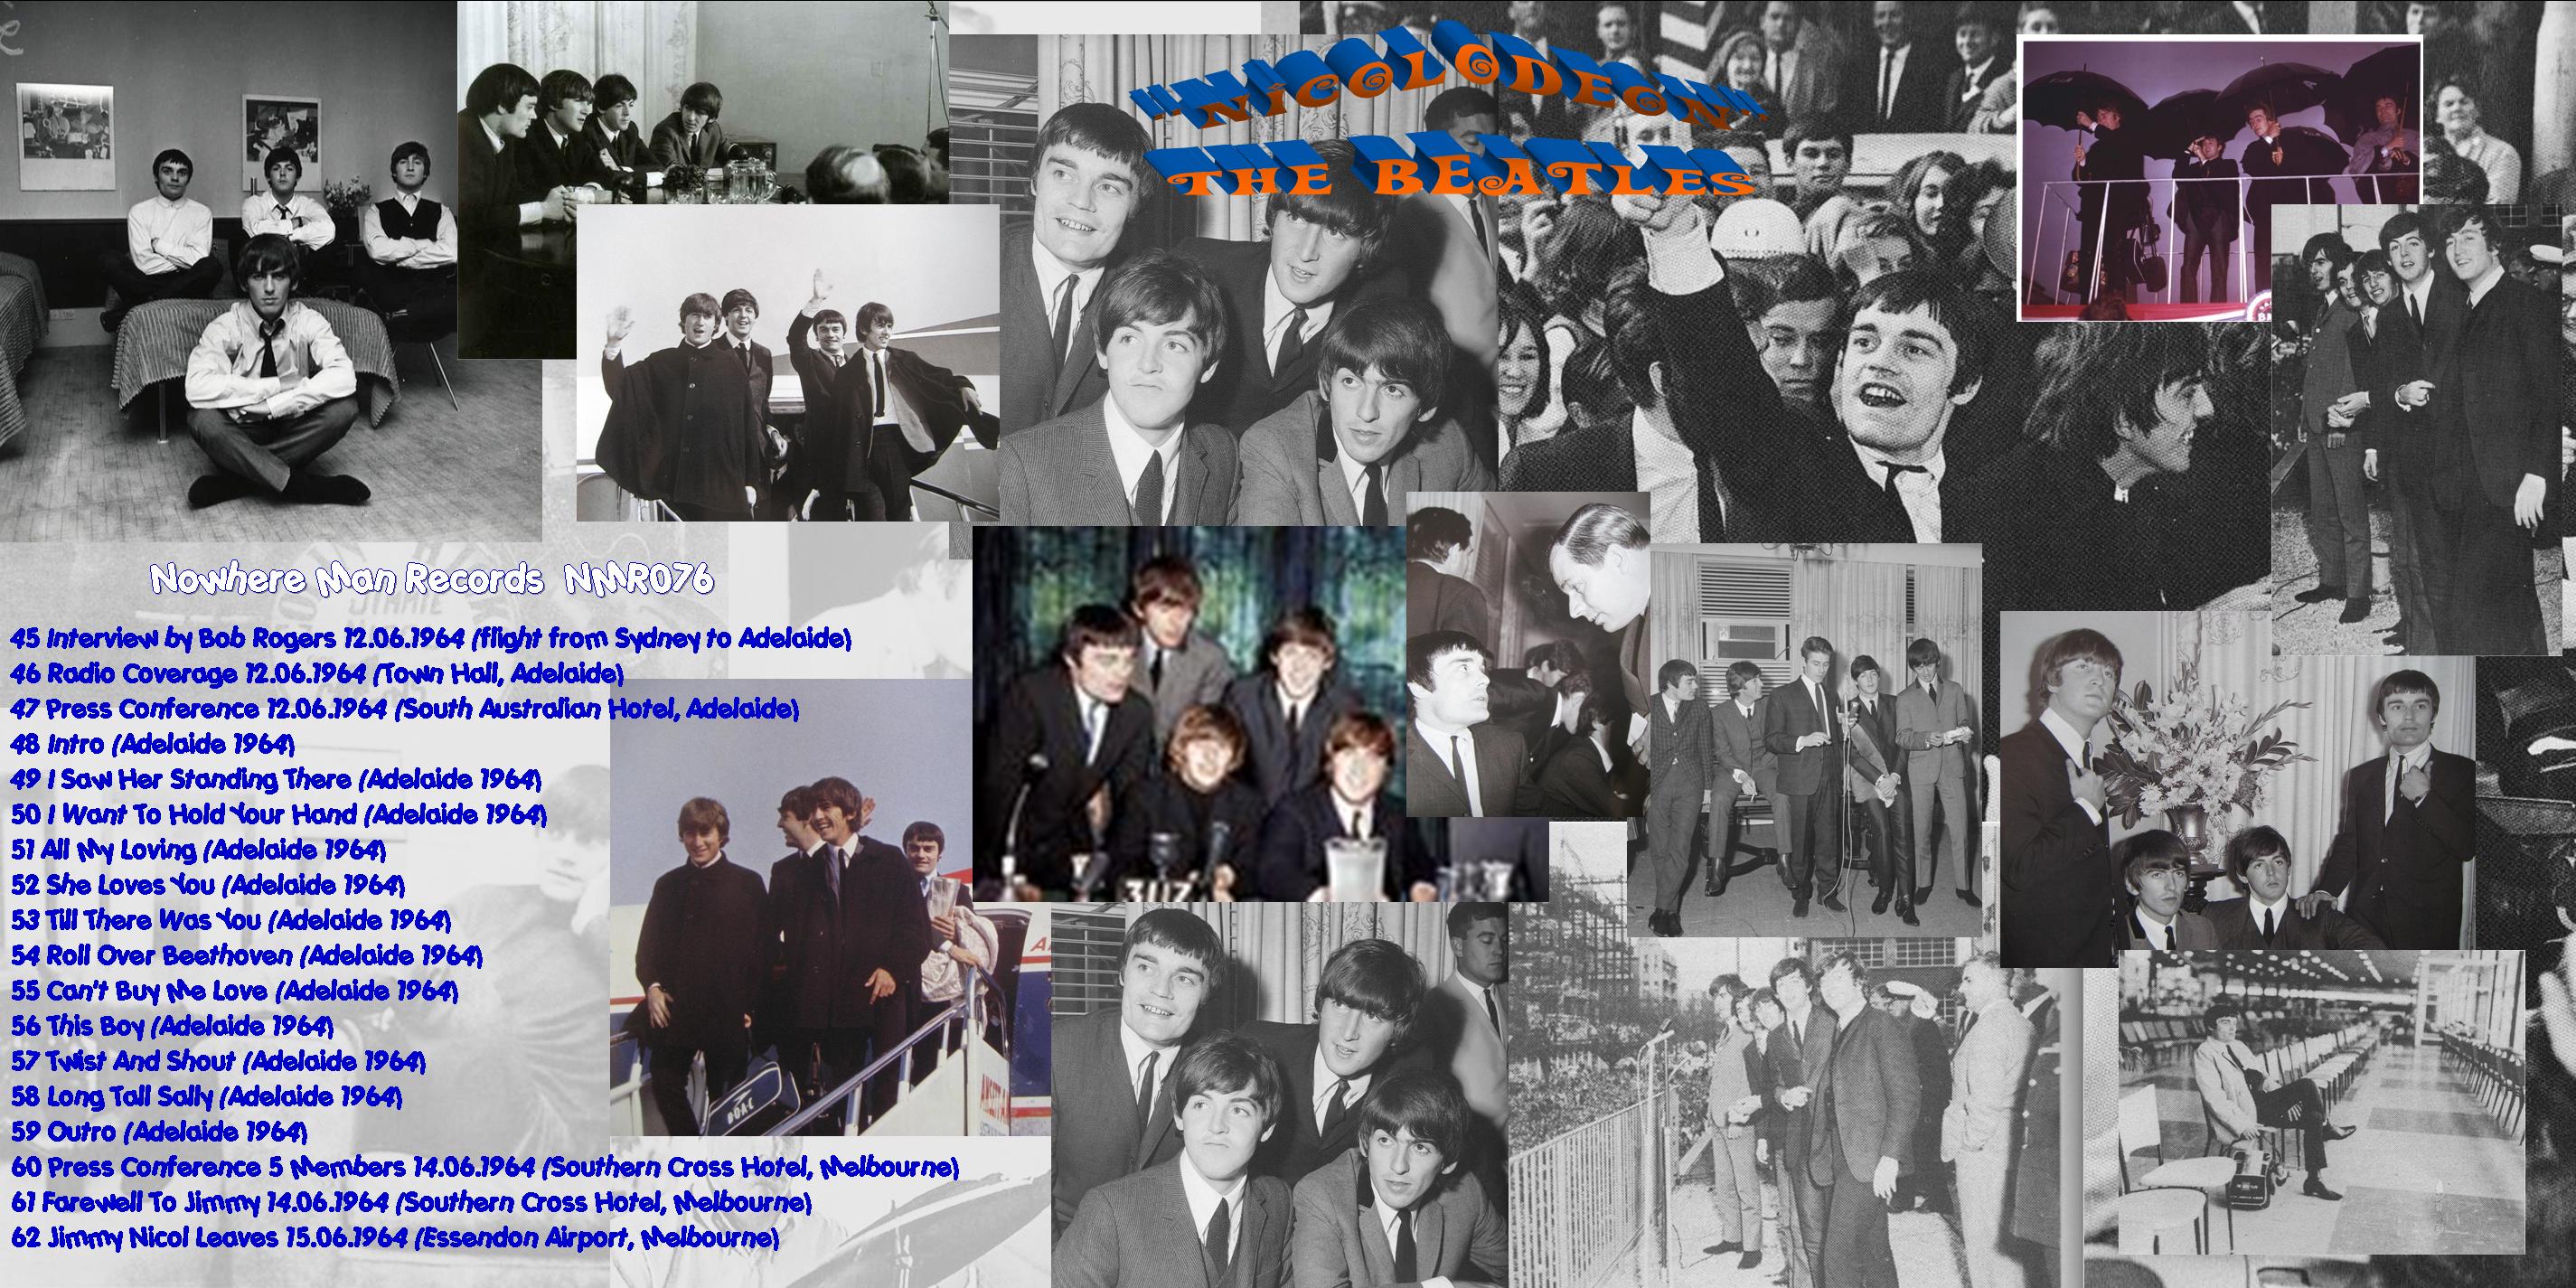 "NICOLODEON"
THE BEATLES
Nowhere Man Records NMR076
45 Interview by Bob Rogers 12.06.1964 (flight from Sydney to Adelaide)
46 Radio Coverage 12.06.1964 (Town Hall, Adelaide)
47 Press Conference 12.06.1964 (South Australian Hotel, Adelaide)
48 Intro (Adelaide 1964)
49 I Saw Her Standing There (Adelaide 1964)
50 I Want To Hold Your Hand (Adelaide 1964)
51 All My Loving (Adelaide 1964)
52 She Loves You (Adelaide 1964)
53 Till There Was You (Adelaide 1964)
54 Roll Over Beethoven (Adelaide 1964)
55 Can't Buy Me Love (Adelaide 1964)
56 This Boy (Adelaide 1964)
57 Twist And Shout (Adelaide 1964)
58 Long Tall Sally (Adelaide 1964)
59 Outro (Adelaide 1964)
60 Press Conference 5 Members 14.06.1964 (Southern Cross Hotel, Melbourne)
61 Farewell To Jimmy 14.06.1964 (Southern Cross Hotel, Melbourne)
62 Jimmy Nicol Leaves 15.06.1964 (Essendon Airport, Melbourne)
BOAC